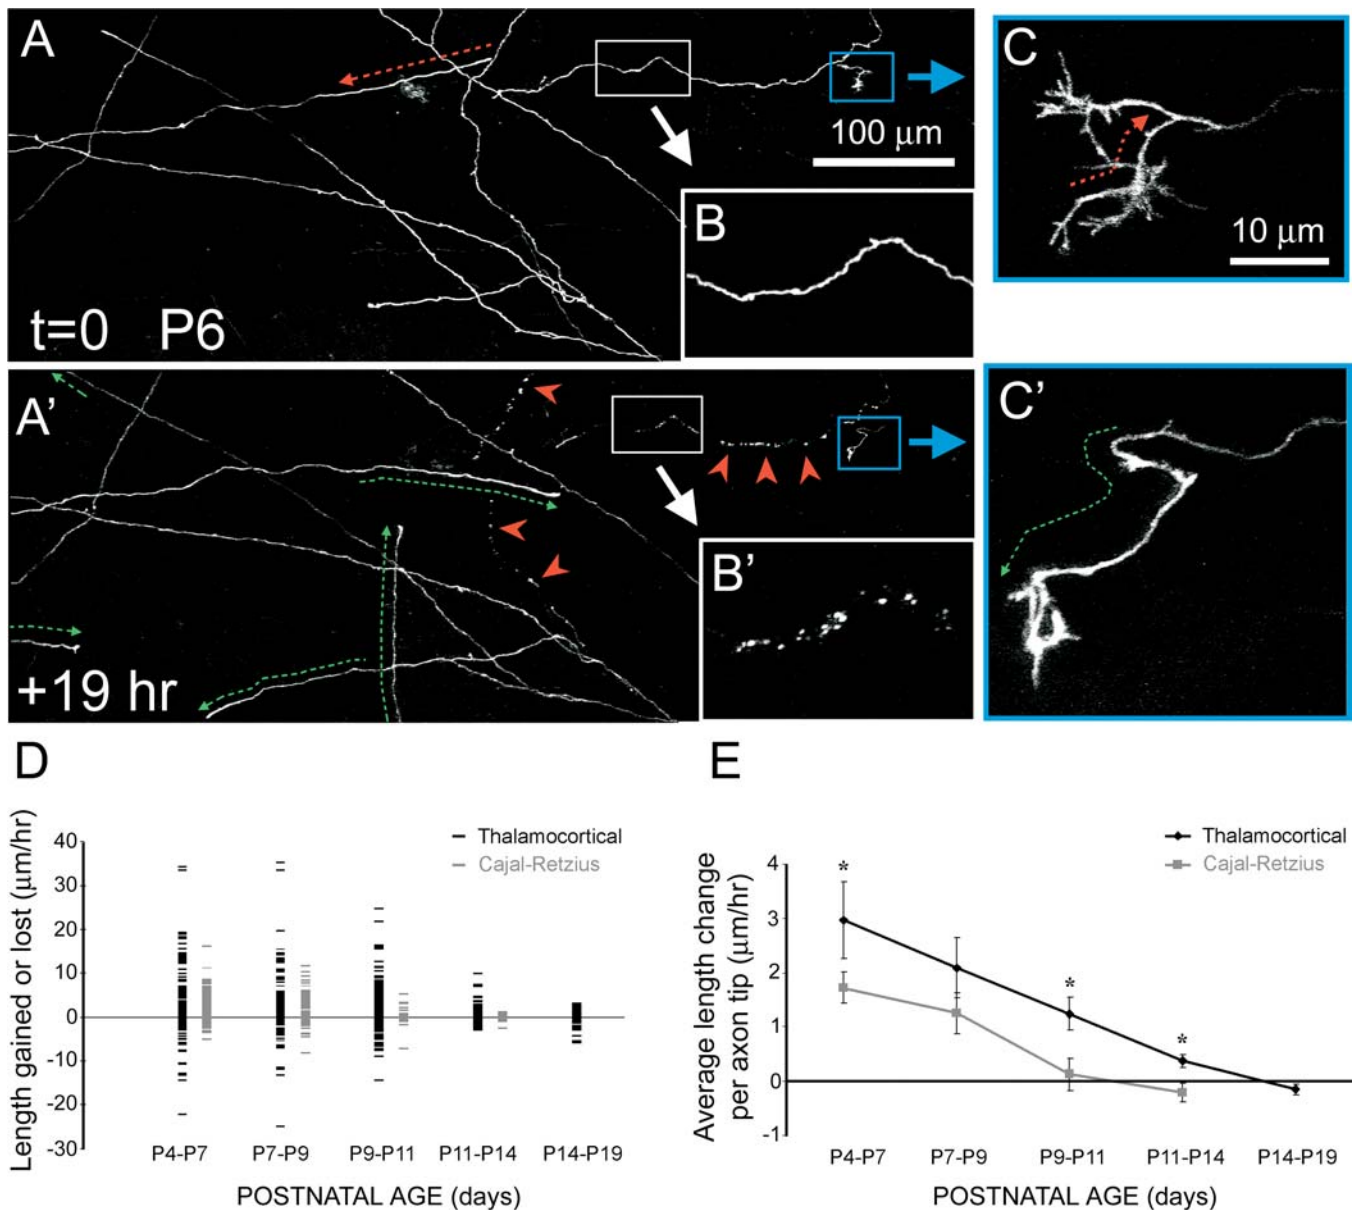 A
100 µm
B
t=0 P6
C
10 µm
A'
B'
+19 hr
C'
D
Length gained or lost (µm/hr)
40
30
20
10
0
-10
-20
-30
Thalamocortical
Cajal-Retzius
P4-P7 P7-P9 P9-P11 P11-P14 P14-P19
POSTNATAL AGE (days)
E
Average length change
per axon tip (µm/hr)
4
3
2
1
0
-1
Thalamocortical
Cajal-Retzius
*
*
*
P4-P7 P7-P9 P9-P11 P11-P14 P14-P19
POSTNATAL AGE (days)